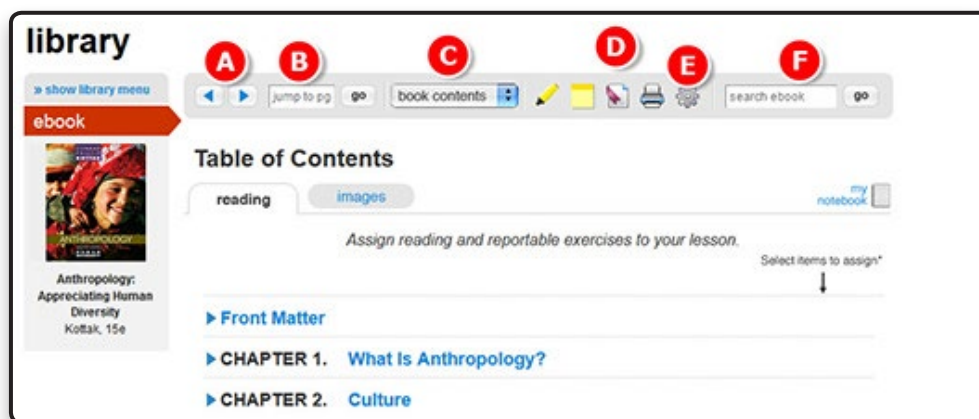 library
A
B
C
D
E
F
» show library menu
jump to pg
go
book contents
search ebook
go
ebook
ANTHROPOLOGY
Anthropology:
Appreciating Human
Diversity
Kottak, 15e
Table of Contents
reading
images
my
notebook
Assign reading and reportable exercises to your lesson.
Select items to assign*
▶ Front Matter
▶ CHAPTER 1. What Is Anthropology?
▶ CHAPTER 2. Culture